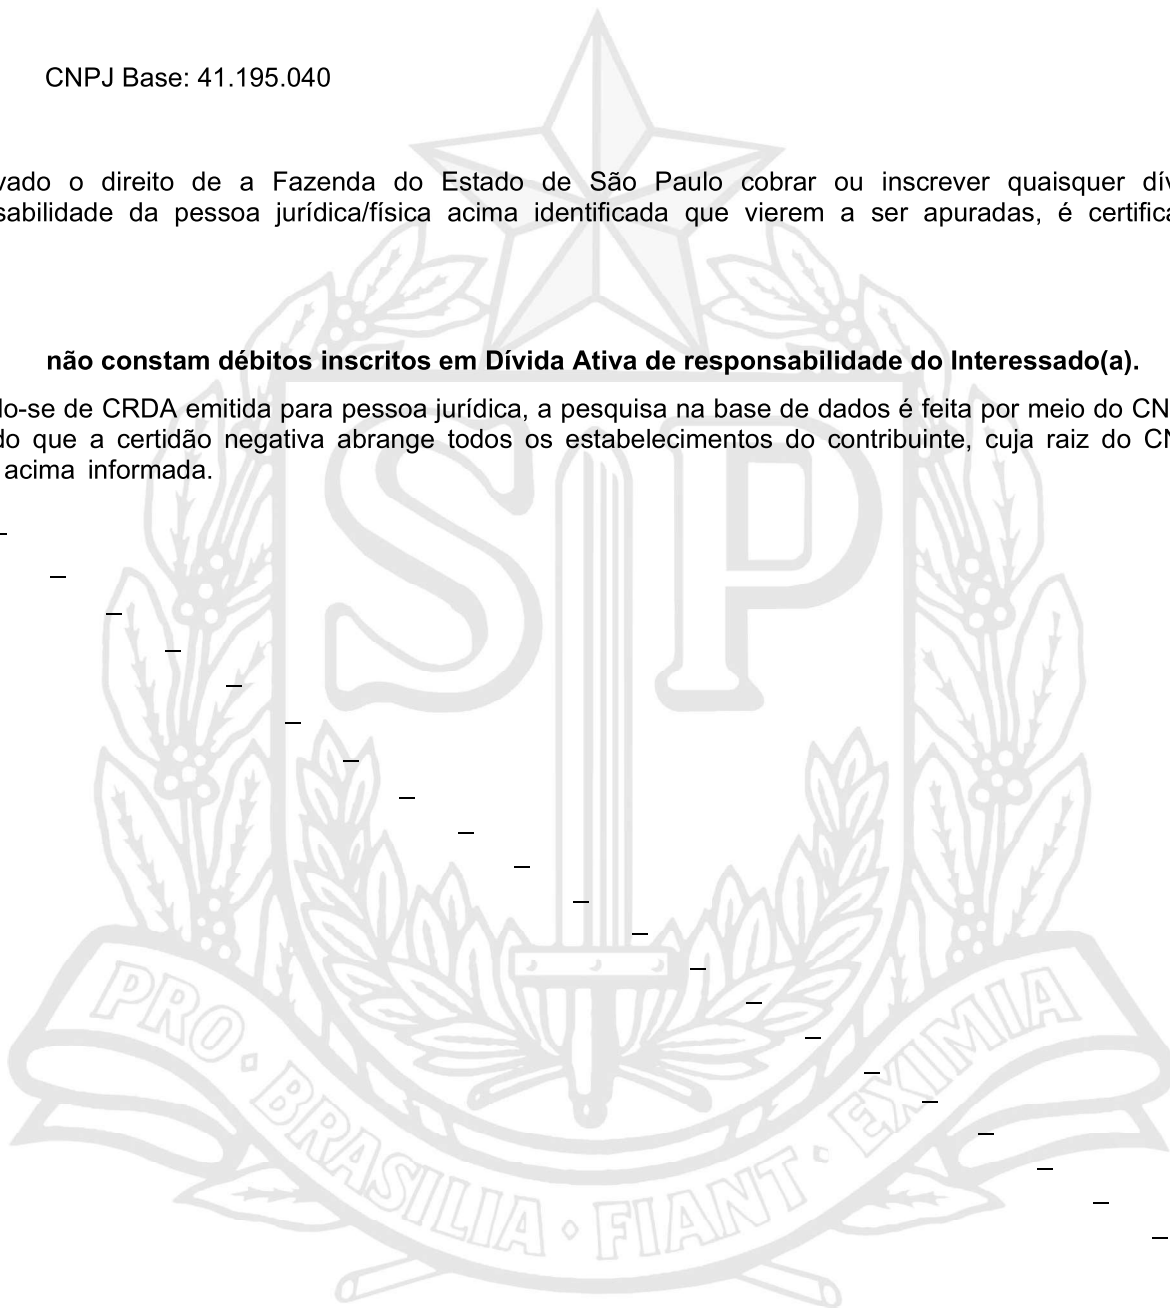 CNPJ Base: 41.195.040
vado o direito de a Fazenda do Estado de São Paulo cobrar ou inscrever quaisquer dív
sabilidade da pessoa jurídica/física acima identificada que vierem a ser apuradas, é certifica
não constam débitos inscritos em Dívida Ativa de responsabilidade do Interessado(a).
do-se de CRDA emitida para pessoa jurídica, a pesquisa na base de dados é feita por meio do CN
do que a certidão negativa abrange todos os estabelecimentos do contribuinte, cuja raiz do CN
acima informada.
SP
PRO · BRASILIA · FIANT · EXIMIA